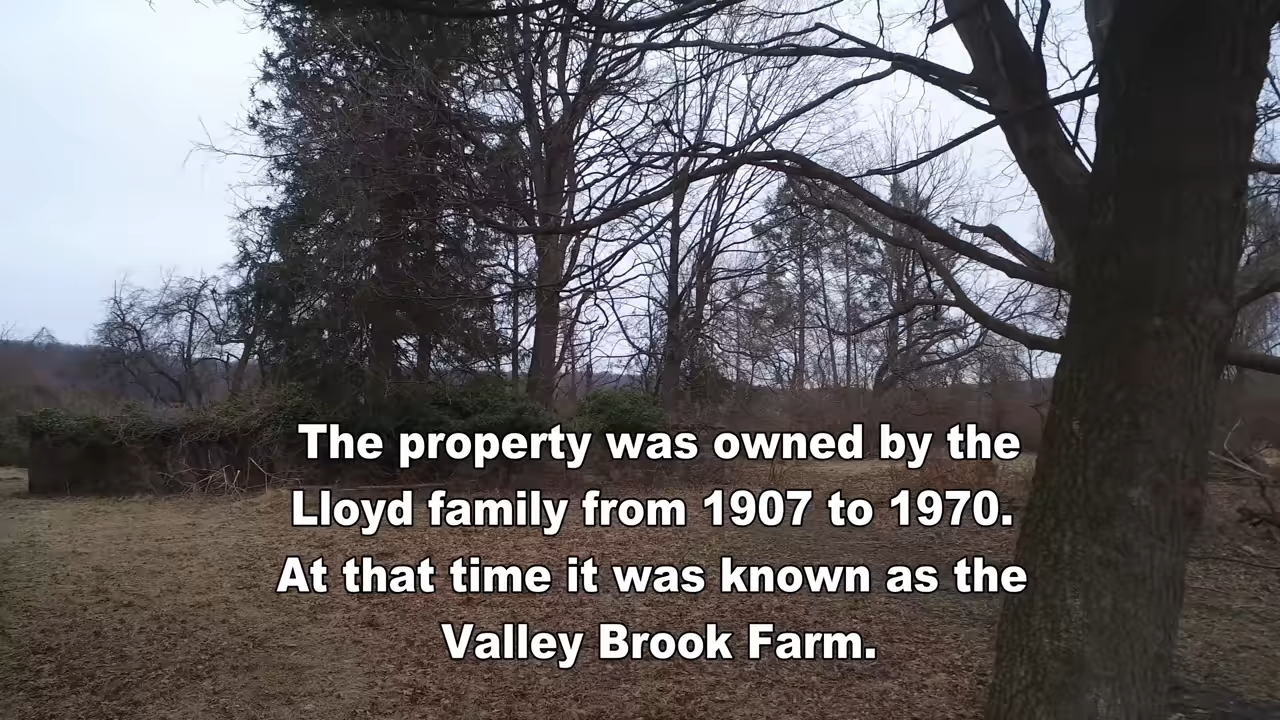 The property was owned by the
Lloyd family from 1907 to 1970.
At that time it was known as the
Valley Brook Farm.